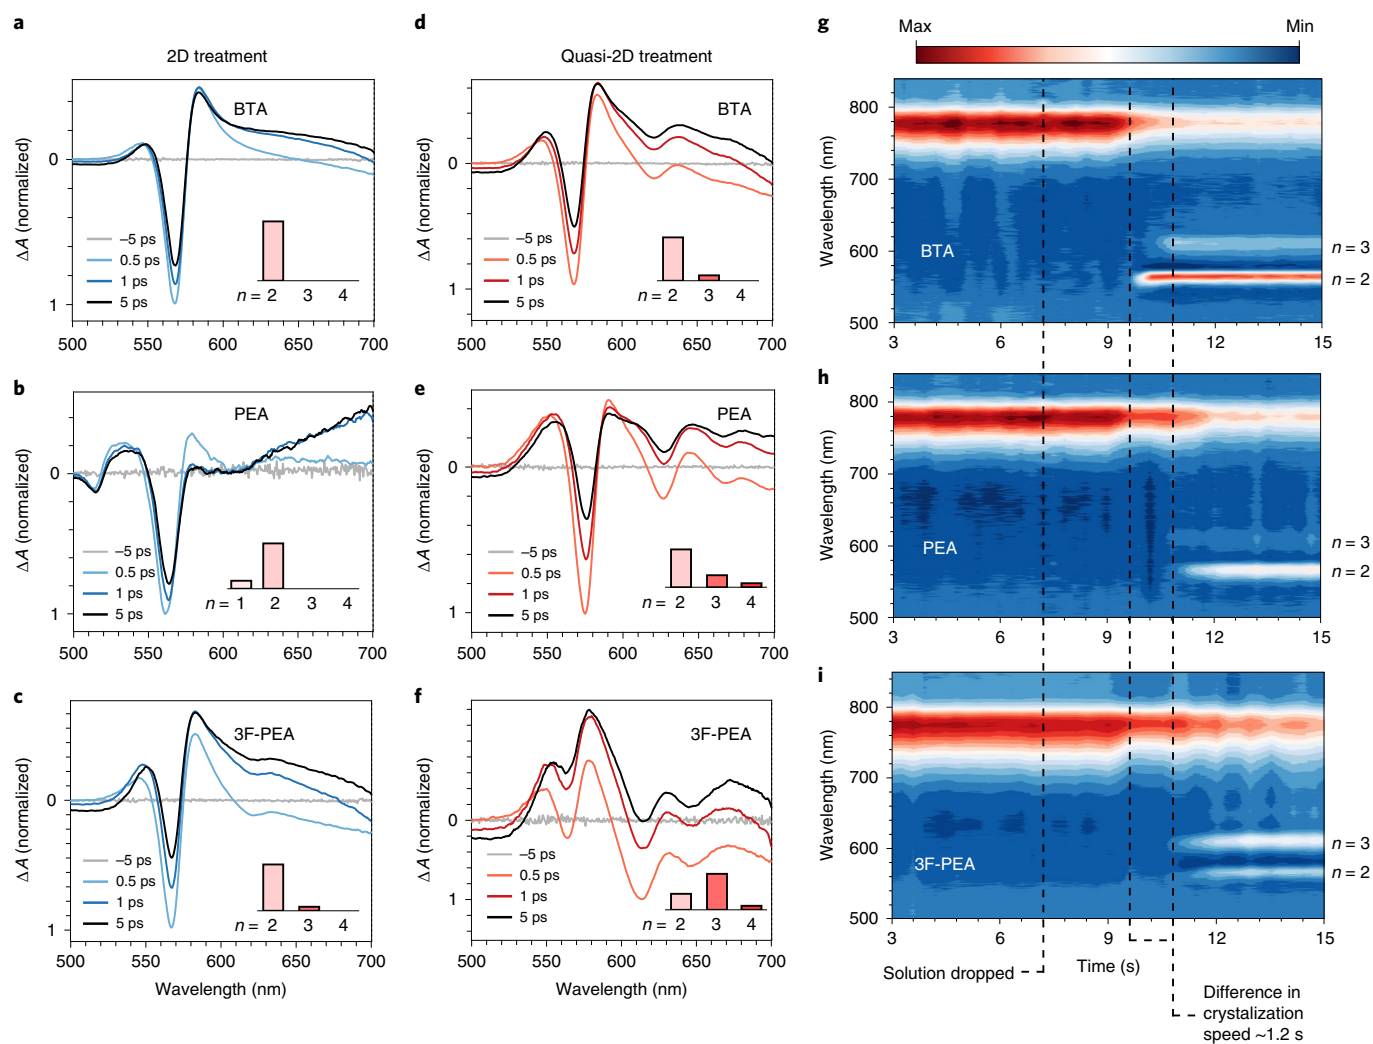 a
2D treatment
BTA
0
1
ΔA (normalized)
–5 ps
0.5 ps
1 ps
5 ps
n = 2 3 4
500 550 600 650 700
b
PEA
0
1
ΔA (normalized)
–5 ps
0.5 ps
1 ps
5 ps
n = 1 2 3 4
500 550 600 650 700
c
3F-PEA
0
1
ΔA (normalized)
–5 ps
0.5 ps
1 ps
5 ps
n = 2 3 4
500 550 600 650 700
Wavelength (nm)
d
Quasi-2D treatment
BTA
0
1
ΔA (normalized)
–5 ps
0.5 ps
1 ps
5 ps
n = 2 3 4
500 550 600 650 700
e
PEA
0
1
ΔA (normalized)
–5 ps
0.5 ps
1 ps
5 ps
n = 2 3 4
500 550 600 650 700
f
3F-PEA
0
1
ΔA (normalized)
–5 ps
0.5 ps
1 ps
5 ps
n = 2 3 4
500 550 600 650 700
Wavelength (nm)
g
Max Min
800
700
600
500
Wavelength (nm)
BTA
n = 3
n = 2
3 6 9 12 15
h
800
700
600
500
Wavelength (nm)
PEA
n = 3
n = 2
3 6 9 12 15
i
800
700
600
500
Wavelength (nm)
3F-PEA
n = 3
n = 2
3 6 9 12 15
Solution dropped
Time (s)
Difference in
crystalization
speed ~1.2 s